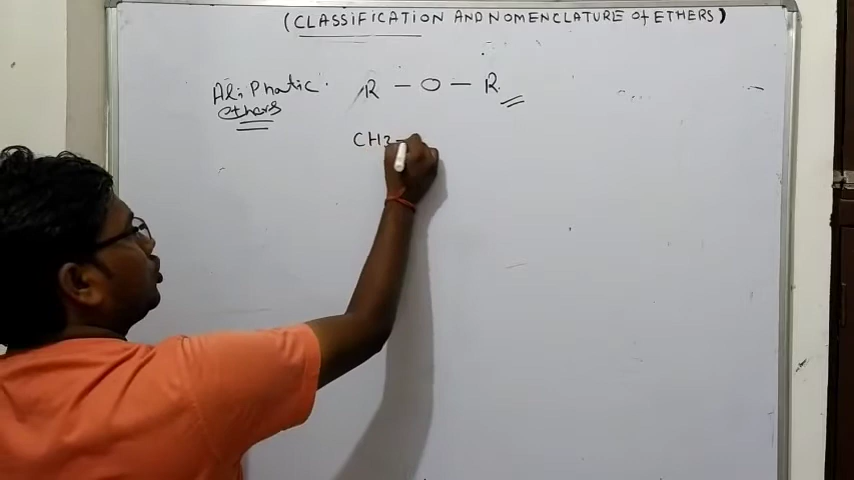 (CLASSIFICATION AND NOMENCLATURE of ETHERS)
Aliphatic R — O — R
ethers
CH3 —